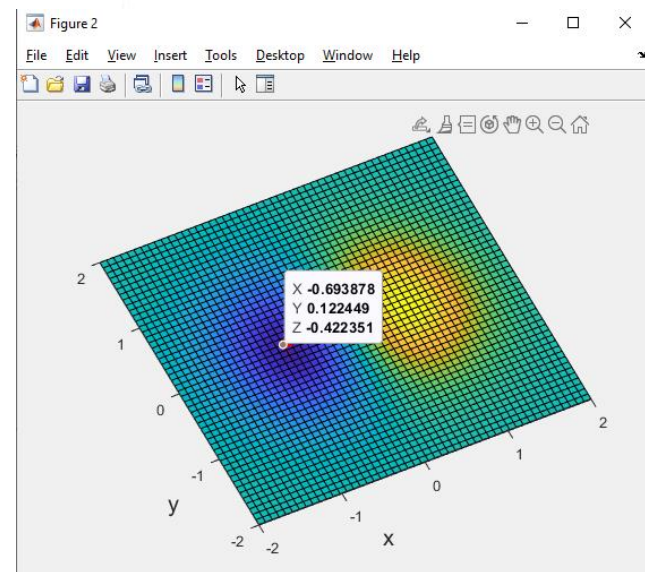 Figure 2
File Edit View Insert Tools Desktop Window Help
X -0.693878
Y 0.122449
Z -0.422351
2
1
0
-1
-2
y
-2
-1
0
1
2
x